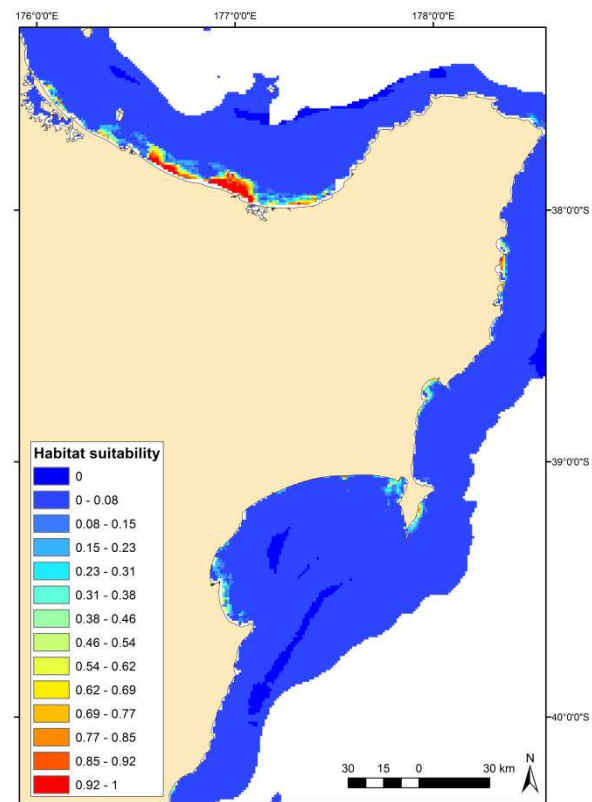 176°0'0"E
177°0'0"E
178°0'0"E
38°0'0"S
39°0'0"S
40°0'0"S
Habitat suitability
0
0 - 0.08
0.08 - 0.15
0.15 - 0.23
0.23 - 0.31
0.31 - 0.38
0.38 - 0.46
0.46 - 0.54
0.54 - 0.62
0.62 - 0.69
0.69 - 0.77
0.77 - 0.85
0.85 - 0.92
0.92 - 1
30 15 0 30 km
N